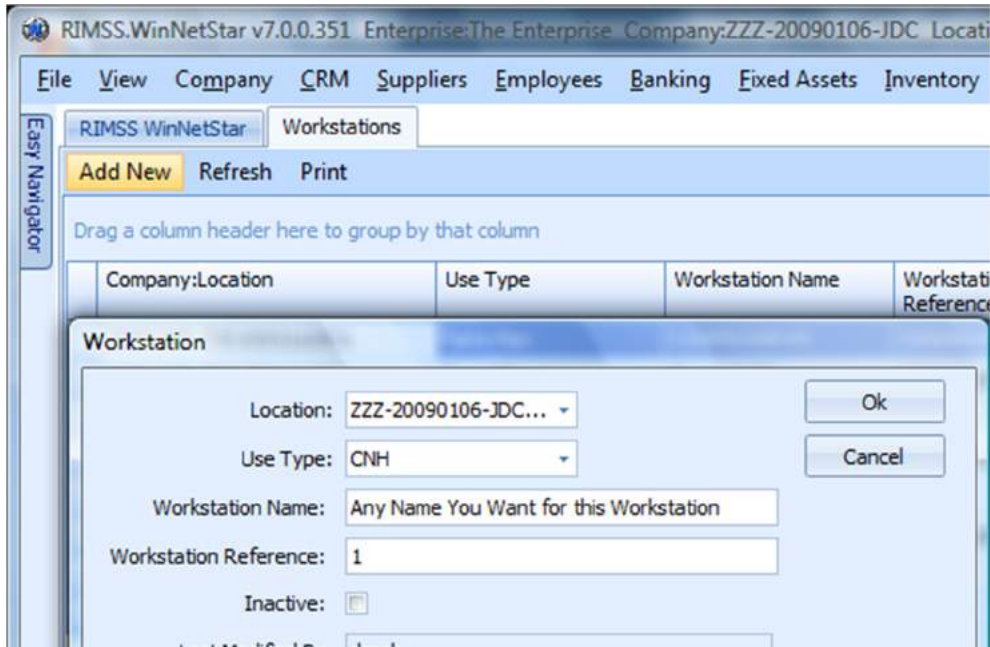 RIMSS.WinNetStar v7.0.0.351 Enterprise:The Enterprise Company:ZZZ-20090106-JDC Locati
File View Company CRM Suppliers Employees Banking Fixed Assets Inventory
Easy Navigator
RIMSS WinNetStar Workstations
Add New Refresh Print
Drag a column header here to group by that column
Company:Location Use Type Workstation Name Workstati
Reference
Workstation
Location: ZZZ-20090106-JDC... Ok
Use Type: CNH Cancel
Workstation Name: Any Name You Want for this Workstation
Workstation Reference: 1
Inactive: